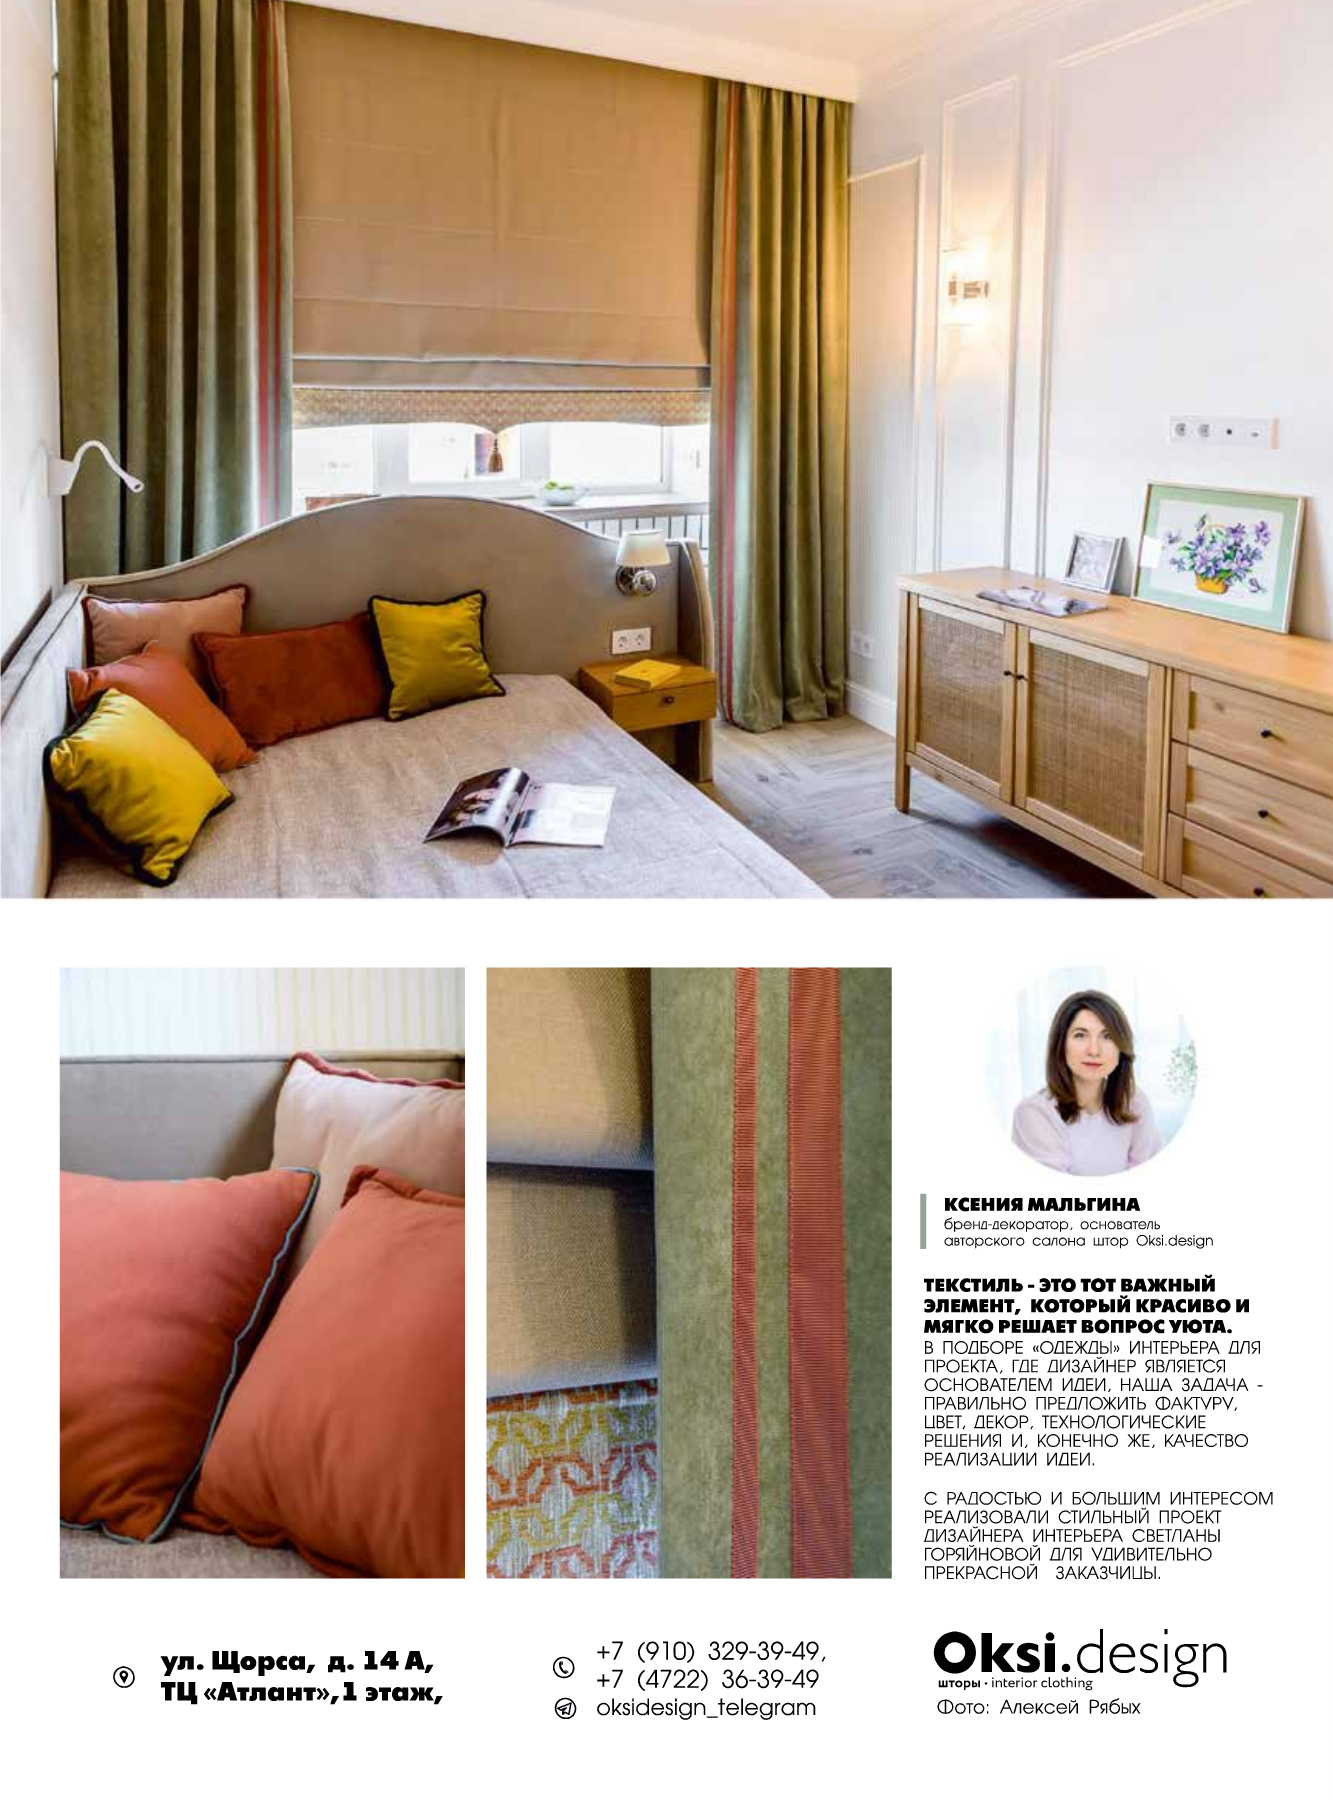 КСЕНИЯ МАЛЬГИНА
бренд-декоратор, основатель
авторского салона штор Oksi.design
ТЕКСТИЛЬ - ЭТО ТОТ ВАЖНЫЙ
ЭЛЕМЕНТ, КОТОРЫЙ КРАСИВО И
МЯГКО РЕШАЕТ ВОПРОС УЮТА.
В ПОДБОРЕ «ОДЕЖДЫ» ИНТЕРЬЕРА ДЛЯ
ПРОЕКТА, ГДЕ ДИЗАЙНЕР ЯВЛЯЕТСЯ
ОСНОВАТЕЛЕМ ИДЕИ, НАША ЗАДАЧА -
ПРАВИЛЬНО ПРЕДЛОЖИТЬ ФАКТУРУ,
ЦВЕТ, ДЕКОР, ТЕХНОЛОГИЧЕСКИЕ
РЕШЕНИЯ И, КОНЕЧНО ЖЕ, КАЧЕСТВО
РЕАЛИЗАЦИИ ИДЕИ.
С РАДОСТЬЮ И БОЛЬШИМ ИНТЕРЕСОМ
РЕАЛИЗОВАЛИ СТИЛЬНЫЙ ПРОЕКТ
ДИЗАЙНЕРА ИНТЕРЬЕРА СВЕТЛАНЫ
ГОРЯЙНОВОЙ ДЛЯ УДИВИТЕЛЬНО
ПРЕКРАСНОЙ ЗАКАЗЧИЦЫ.
ул. Щорса, д. 14 А,
ТЦ «Атлант», 1 этаж,
+7 (910) 329-39-49,
+7 (4722) 36-39-49
oksidesign_telegram
Oksi.design
шторы · interior clothing
Фото: Алексей Рябых